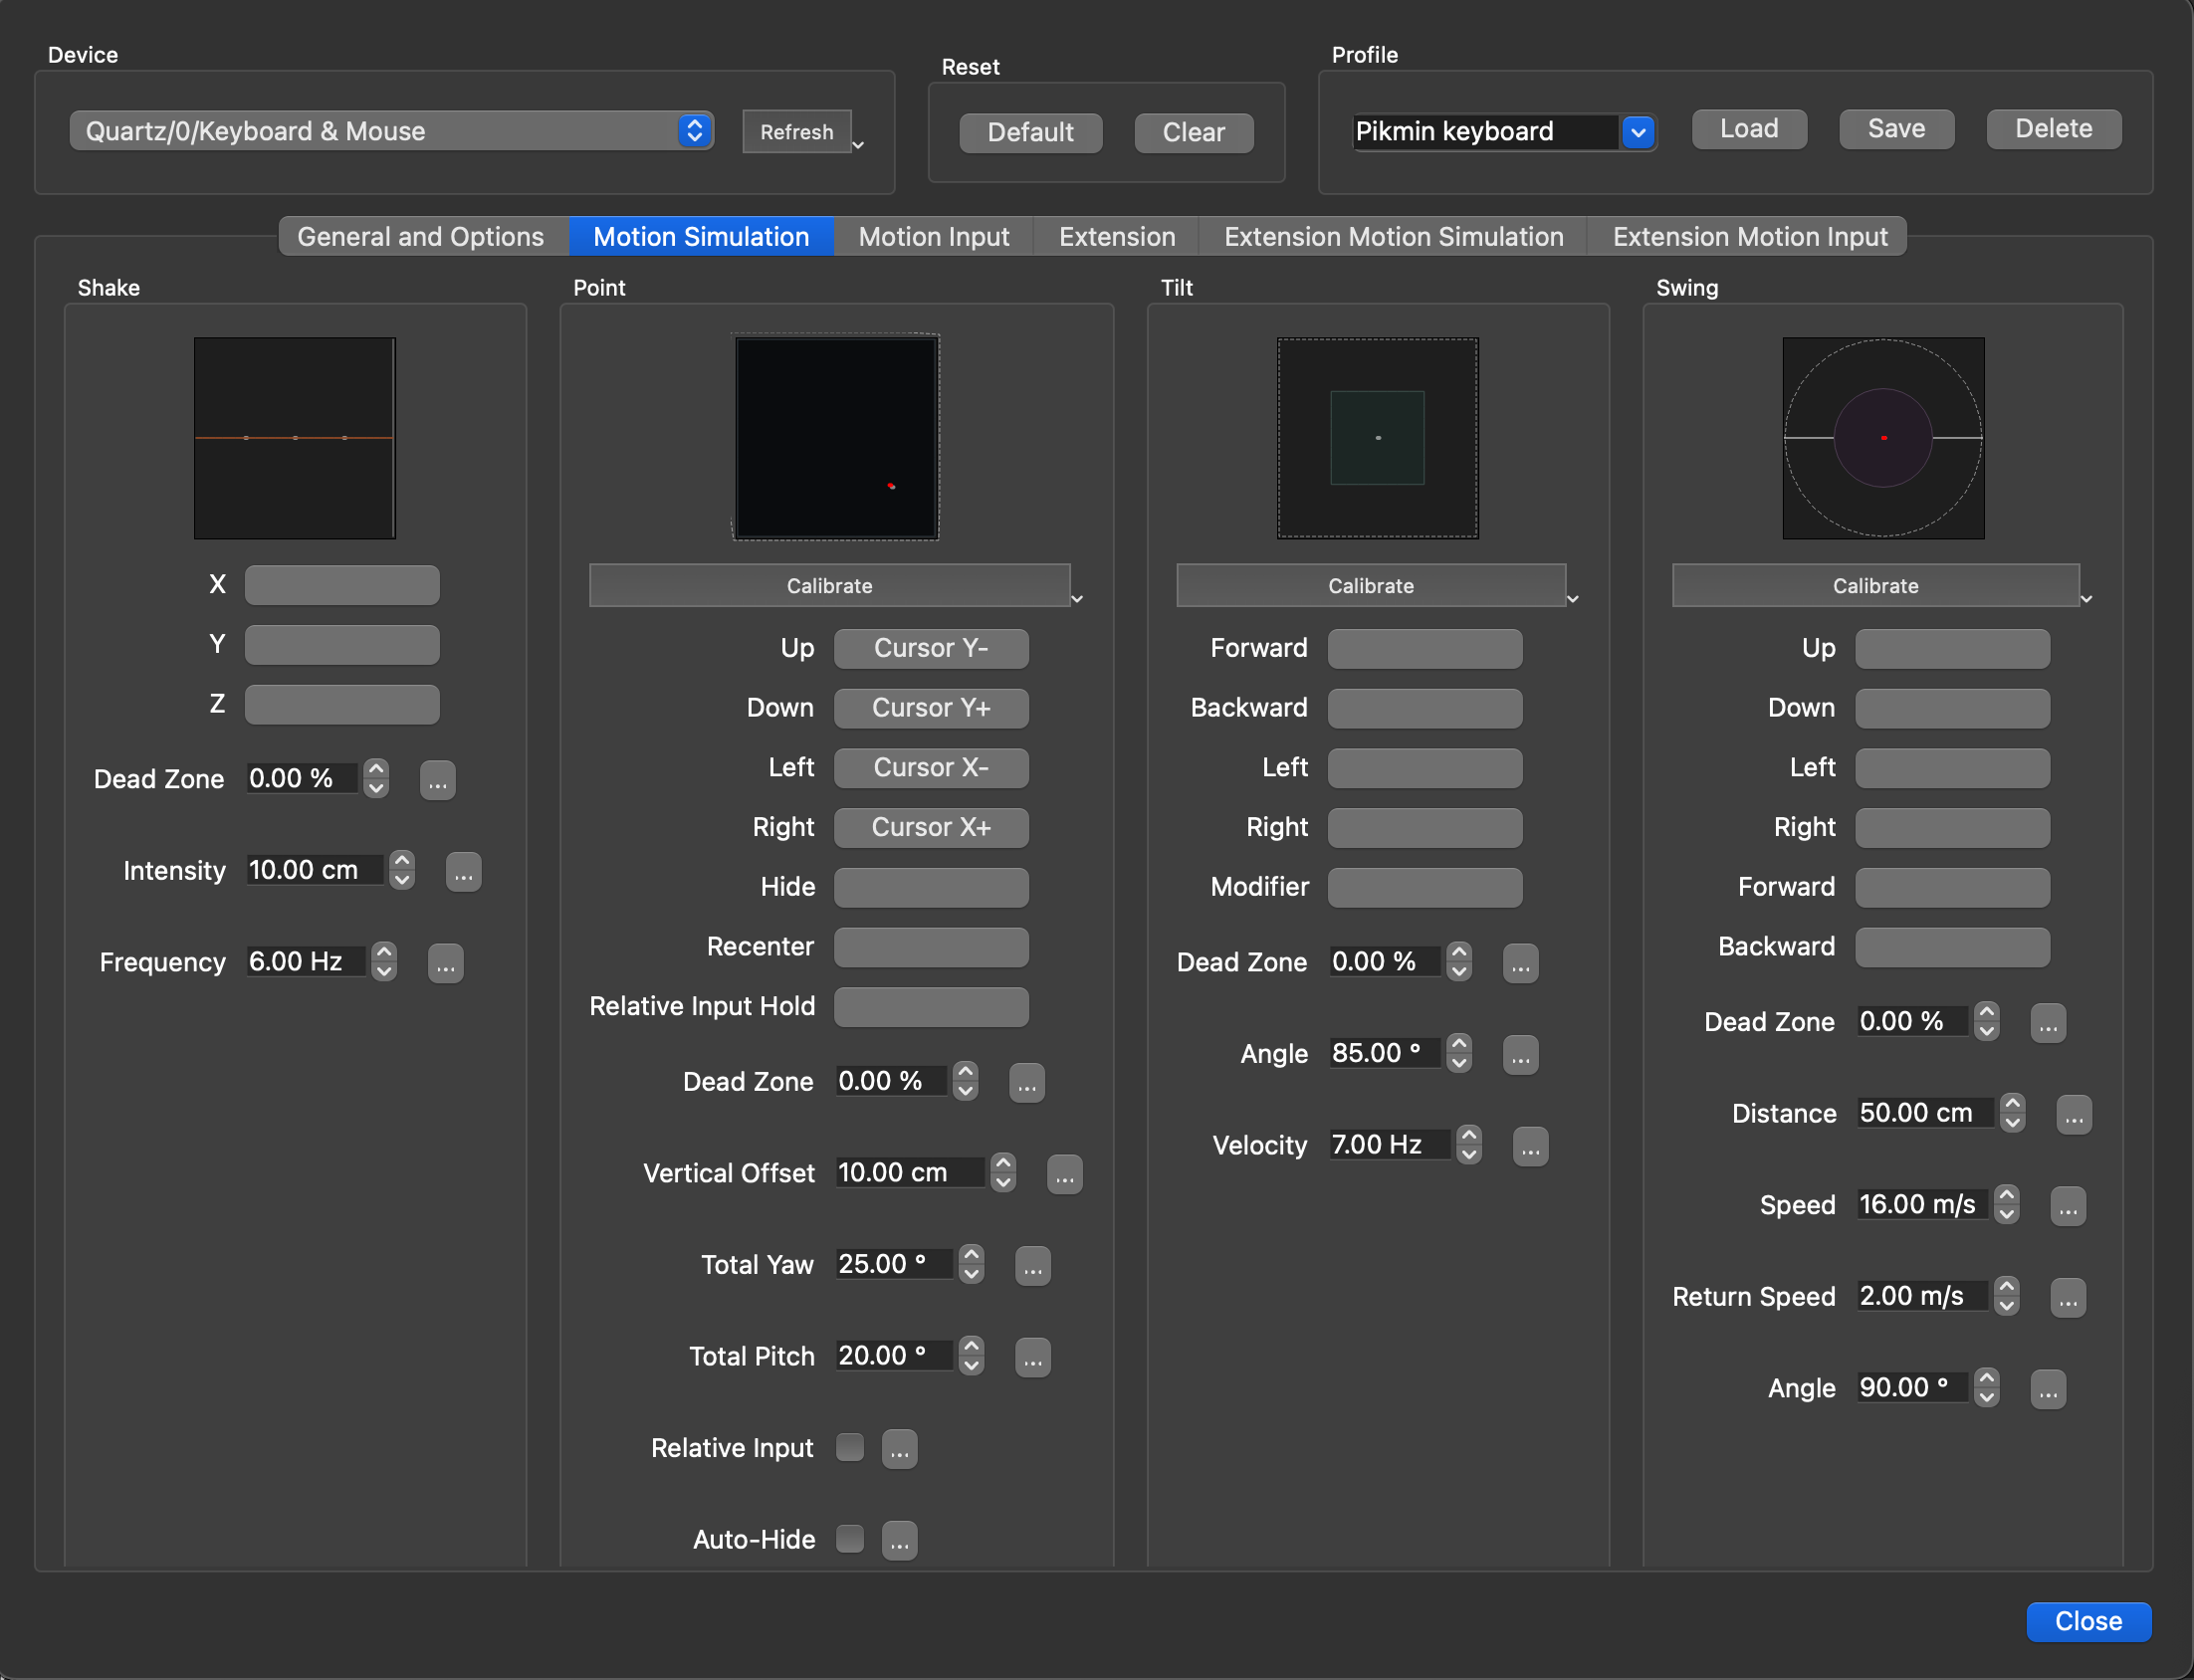 Device
Quartz/0/Keyboard & Mouse
Refresh
Reset
Default
Clear
Profile
Pikmin keyboard
Load
Save
Delete
General and Options
Motion Simulation
Motion Input
Extension
Extension Motion Simulation
Extension Motion Input
Shake
X
Y
Z
Dead Zone 0.00 % ...
Intensity 10.00 cm ...
Frequency 6.00 Hz ...
Point
Calibrate
Up Cursor Y-
Down Cursor Y+
Left Cursor X-
Right Cursor X+
Hide
Recenter
Relative Input Hold
Dead Zone 0.00 % ...
Vertical Offset 10.00 cm ...
Total Yaw 25.00 ° ...
Total Pitch 20.00 ° ...
Relative Input ...
Auto-Hide ...
Tilt
Calibrate
Forward
Backward
Left
Right
Modifier
Dead Zone 0.00 % ...
Angle 85.00 ° ...
Velocity 7.00 Hz ...
Swing
Calibrate
Up
Down
Left
Right
Forward
Backward
Dead Zone 0.00 % ...
Distance 50.00 cm ...
Speed 16.00 m/s ...
Return Speed 2.00 m/s ...
Angle 90.00 ° ...
Close